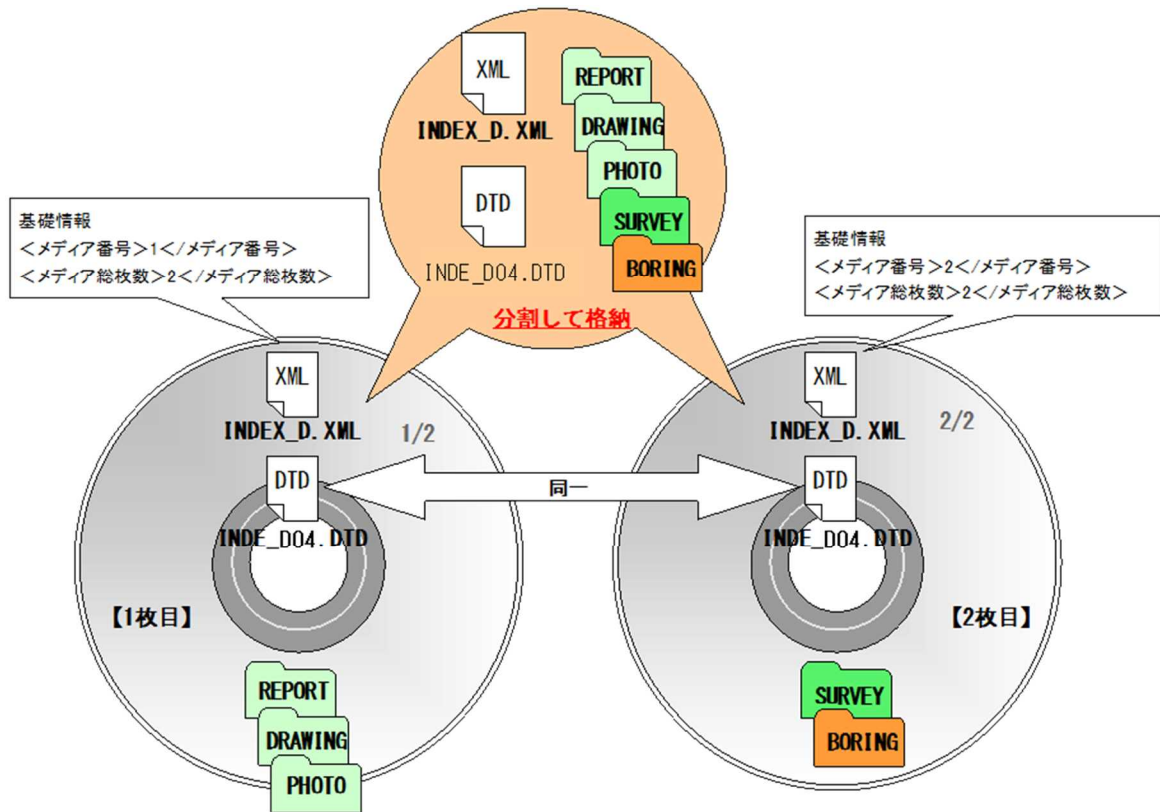 XML
INDEX_D.XML
DTD
INDE_D04.DTD
REPORT
DRAWING
PHOTO
SURVEY
BORING
分割して格納
基礎情報
<メディア番号>1</メディア番号>
<メディア総枚数>2</メディア総枚数>
基礎情報
<メディア番号>2</メディア番号>
<メディア総枚数>2</メディア総枚数>
XML
INDEX_D.XML
1/2
DTD
INDE_D04.DTD
【1枚目】
REPORT
DRAWING
PHOTO
同一
XML
INDEX_D.XML
2/2
DTD
INDE_D04.DTD
【2枚目】
SURVEY
BORING